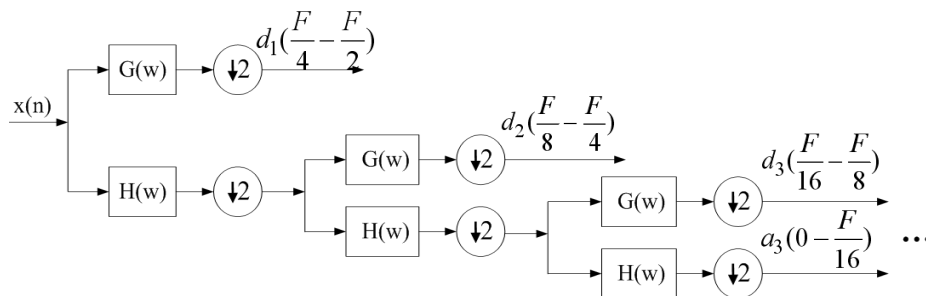 d₁(F/4 − F/2)
G(w) ↓2
x(n)
d₂(F/8 − F/4)
G(w) ↓2
d₃(F/16 − F/8)
H(w) ↓2
G(w) ↓2
H(w) ↓2
a₃(0 − F/16) ...
H(w) ↓2